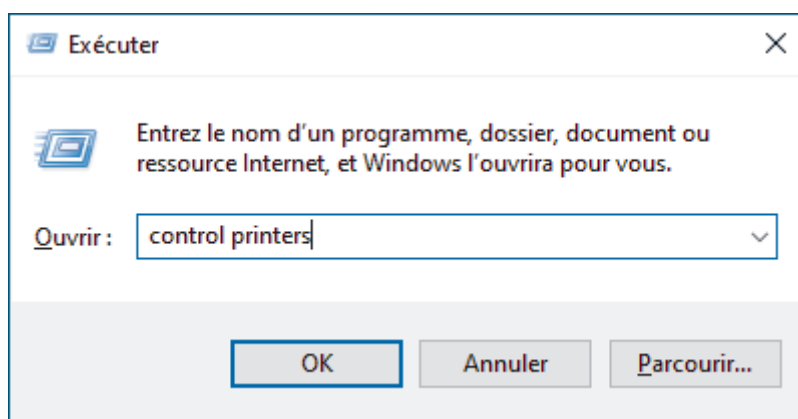 Exécuter
Entrez le nom d’un programme, dossier, document ou
ressource Internet, et Windows l’ouvrira pour vous.
Ouvrir : control printers
OK Annuler Parcourir...